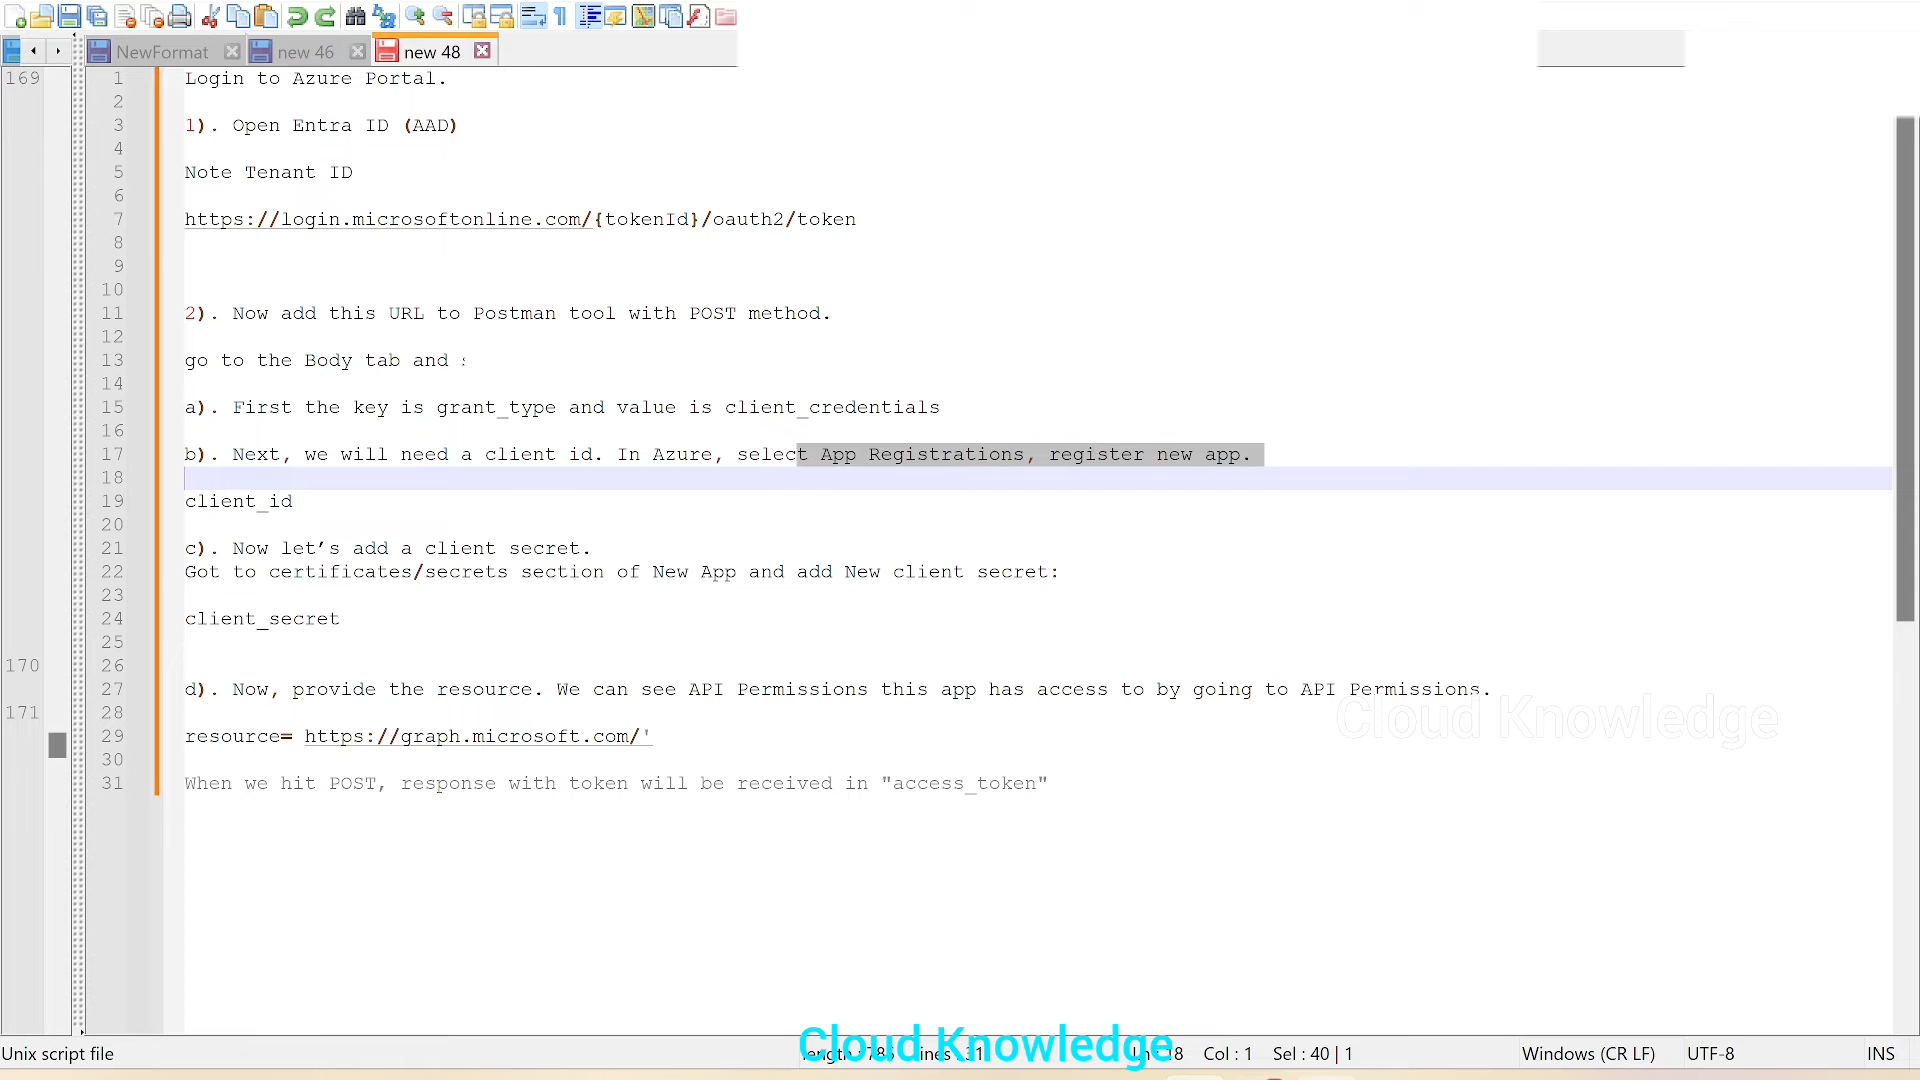 NewFormat new 46 new 48
169
1 Login to Azure Portal.
2
3 1). Open Entra ID (AAD)
4
5 Note Tenant ID
6
7 https://login.microsoftonline.com/{tokenId}/oauth2/token
8
9
10
11 2). Now add this URL to Postman tool with POST method.
12
13 go to the Body tab and
14
15 a). First the key is grant_type and value is client_credentials
16
17 b). Next, we will need a client id. In Azure, select App Registrations, register new app.
18
19 client_id
20
21 c). Now let’s add a client secret.
22 Got to certificates/secrets section of New App and add New client secret:
23
24 client_secret
25
170 26
27 d). Now, provide the resource. We can see API Permissions this app has access to by going to API Permissions.
171 28
Cloud Knowledge
29 resource= https://graph.microsoft.com/'
30
31 When we hit POST, response with token will be received in "access_token"
Cloud Knowledge
Unix script file 18 Col : 1 Sel : 40 | 1 Windows (CR LF) UTF-8 INS